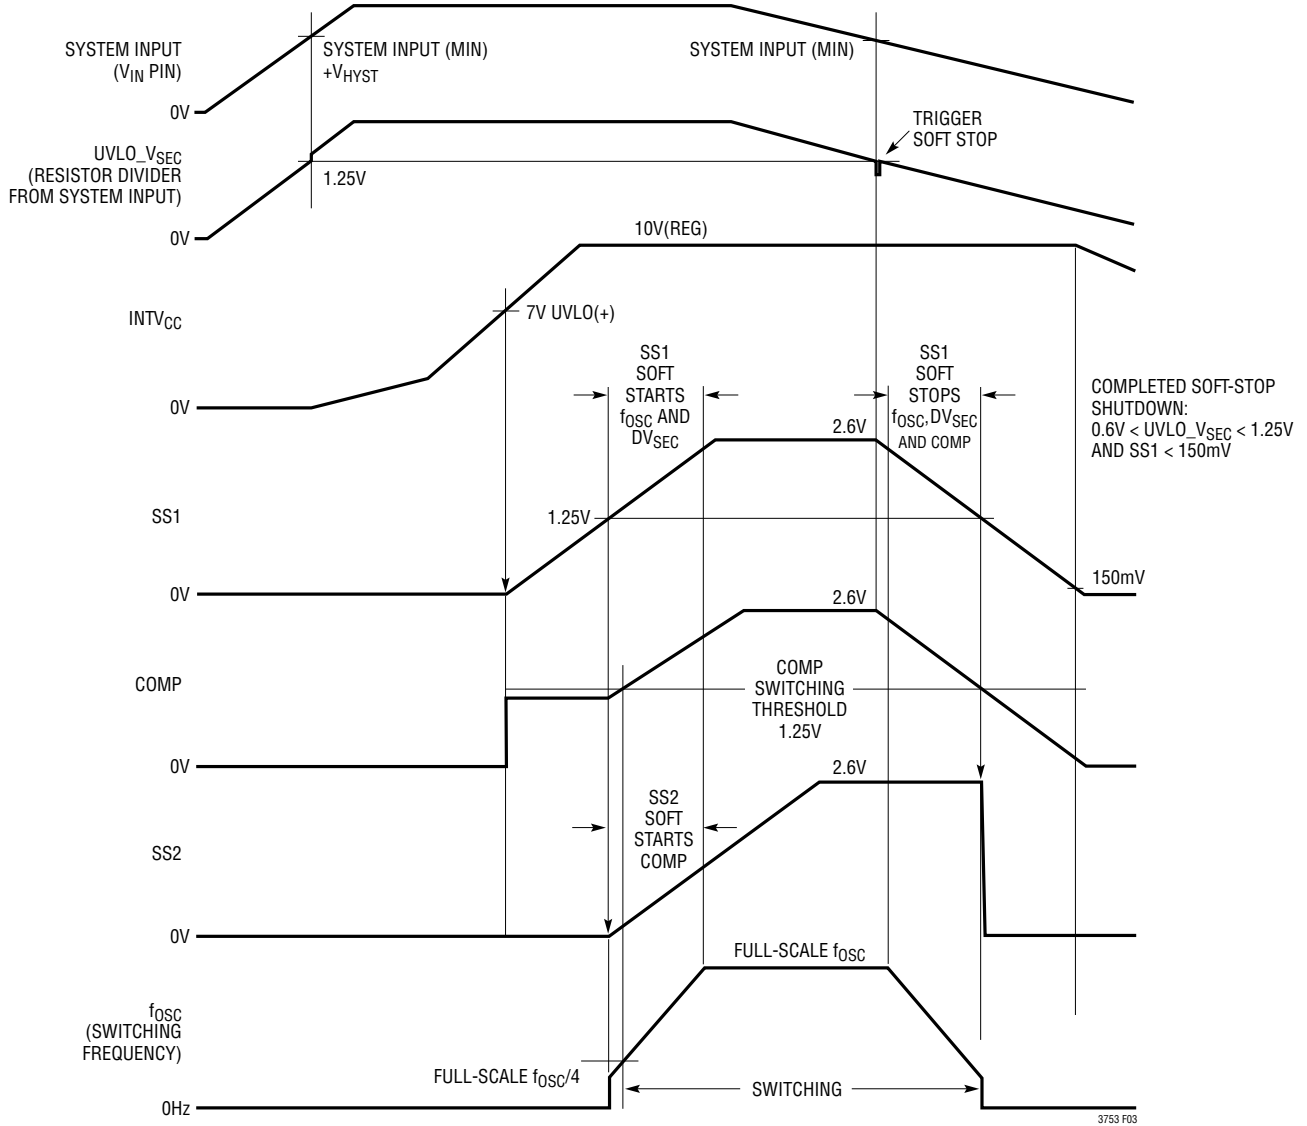 SYSTEM INPUT
(VIN PIN)
SYSTEM INPUT (MIN)
+VHYST
SYSTEM INPUT (MIN)
0V
TRIGGER
SOFT STOP
UVLO_VSEC
(RESISTOR DIVIDER
FROM SYSTEM INPUT)
1.25V
0V
10V(REG)
INTVCC
7V UVLO(+)
0V
SS1
SOFT
STARTS
fOSC AND
DVSEC
SS1
SOFT
STOPS
fOSC, DVSEC
AND COMP
COMPLETED SOFT-STOP
SHUTDOWN:
0.6V < UVLO_VSEC < 1.25V
AND SS1 < 150mV
2.6V
SS1
1.25V
150mV
0V
2.6V
COMP
COMP
SWITCHING
THRESHOLD
1.25V
0V
2.6V
SS2
SOFT
STARTS
COMP
SS2
0V
FULL-SCALE fOSC
fOSC
(SWITCHING
FREQUENCY)
FULL-SCALE fOSC/4
SWITCHING
0Hz
3753 F03